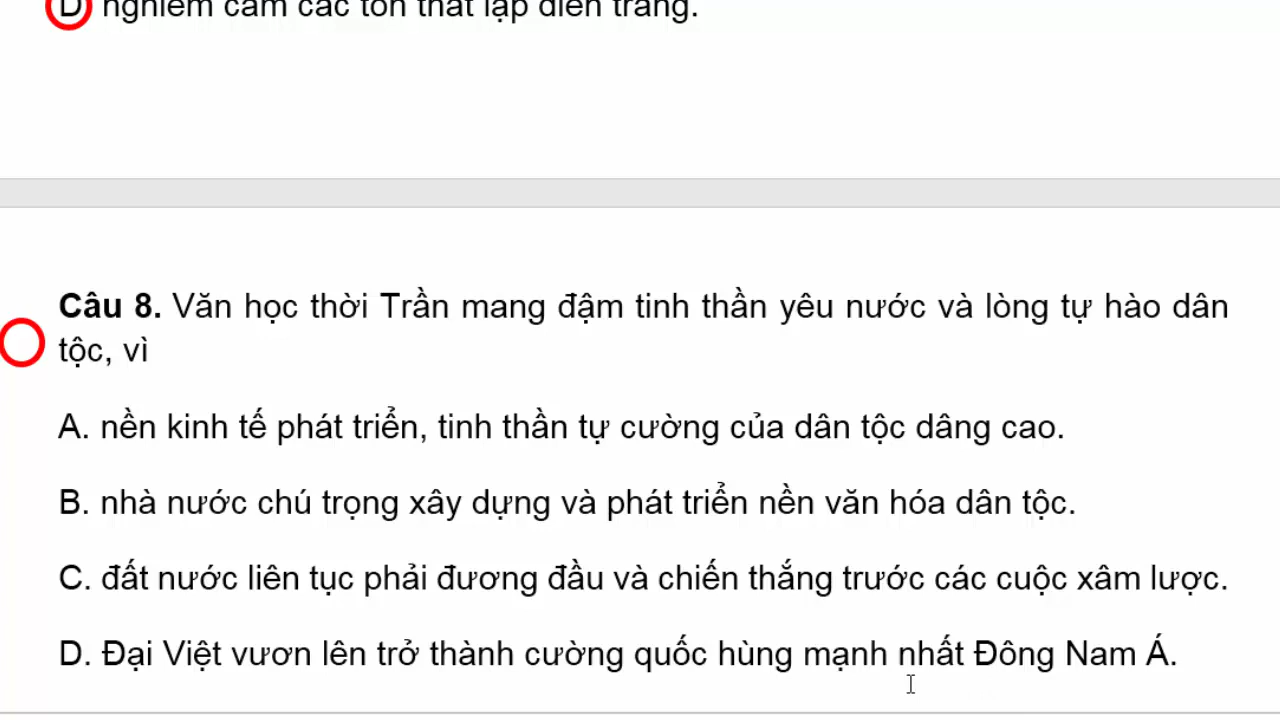 D nghiêm cấm các tôn thất lập điền trang.
Câu 8. Văn học thời Trần mang đậm tinh thần yêu nước và lòng tự hào dân
tộc, vì
A. nền kinh tế phát triển, tinh thần tự cường của dân tộc dâng cao.
B. nhà nước chú trọng xây dựng và phát triển nền văn hóa dân tộc.
C. đất nước liên tục phải đương đầu và chiến thắng trước các cuộc xâm lược.
D. Đại Việt vươn lên trở thành cường quốc hùng mạnh nhất Đông Nam Á.